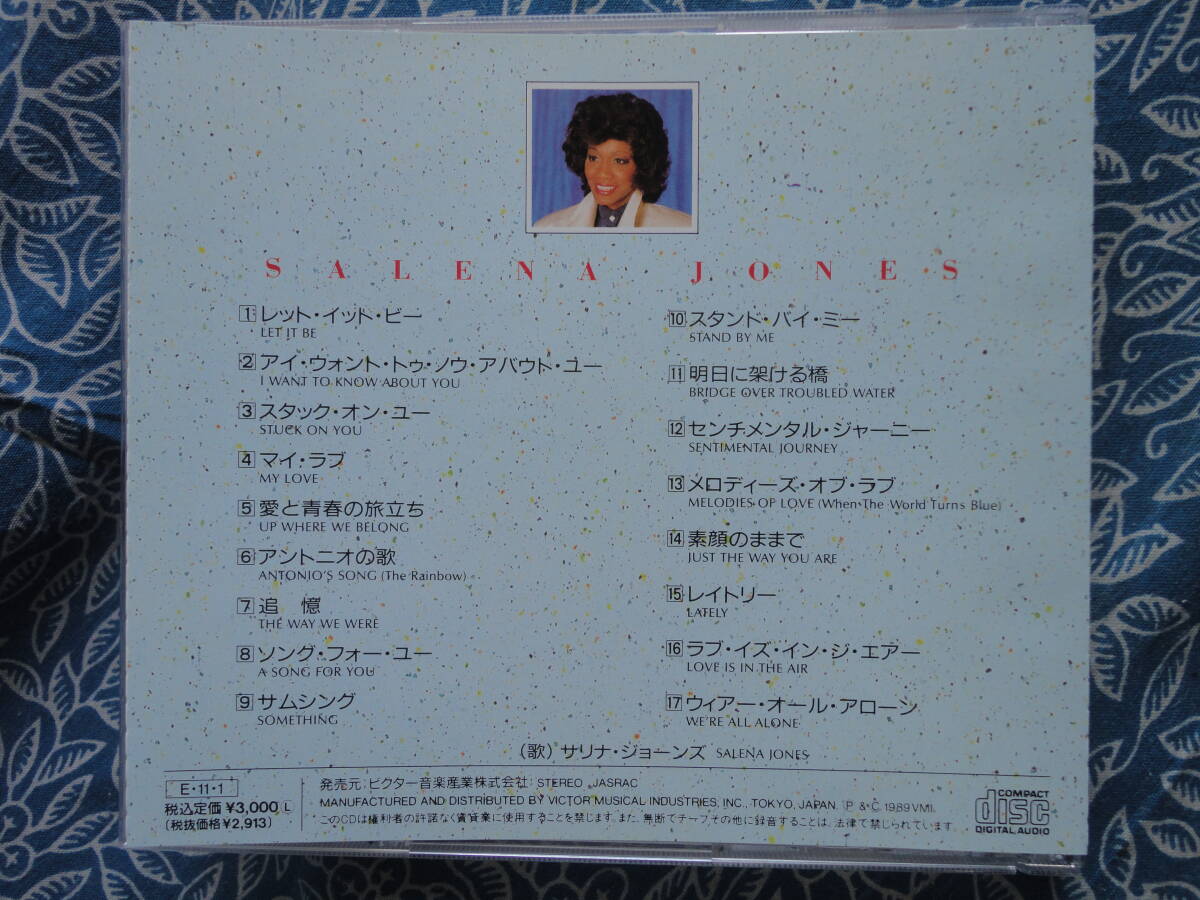 SALENA JONES
1 レット・イット・ビー
LET IT BE
2 アイ・ウォント・トゥ・ノウ・アバウト・ユー
I WANT TO KNOW ABOUT YOU
3 スタック・オン・ユー
STUCK ON YOU
4 マイ・ラブ
MY LOVE
5 愛と青春の旅立ち
UP WHERE WE BELONG
6 アントニオの歌
ANTONIO'S SONG (The Rainbow)
7 追 憶
THE WAY WE WERE
8 ソング・フォー・ユー
A SONG FOR YOU
9 サムシング
SOMETHING
10 スタンド・バイ・ミー
STAND BY ME
11 明日に架ける橋
BRIDGE OVER TROUBLED WATER
12 センチメンタル・ジャーニー
SENTIMENTAL JOURNEY
13 メロディーズ・オブ・ラブ
MELODIES OF LOVE (When The World Turns Blue)
14 素顔のままで
JUST THE WAY YOU ARE
15 レイトリー
LATELY
16 ラブ・イズ・イン・ジ・エアー
LOVE IS IN THE AIR
17 ウィアー・オール・アローン
WE'RE ALL ALONE
(歌) サリナ・ジョーンズ SALENA JONES
E・11・1
税込定価 ¥3,000 L
(税抜価格 ¥2,913)
発売元:ビクター音楽産業株式会社 STEREO JASRAC
MANUFACTURED AND DISTRIBUTED BY VICTOR MUSICAL INDUSTRIES, INC., TOKYO, JAPAN. P & C 1989 VMI.
このCDは権利者の許諾なく賃貸業に使用することを禁じます。また、無断でテープその他に録音することは、法律で禁じられています。
COMPACT
disc
DIGITAL AUDIO